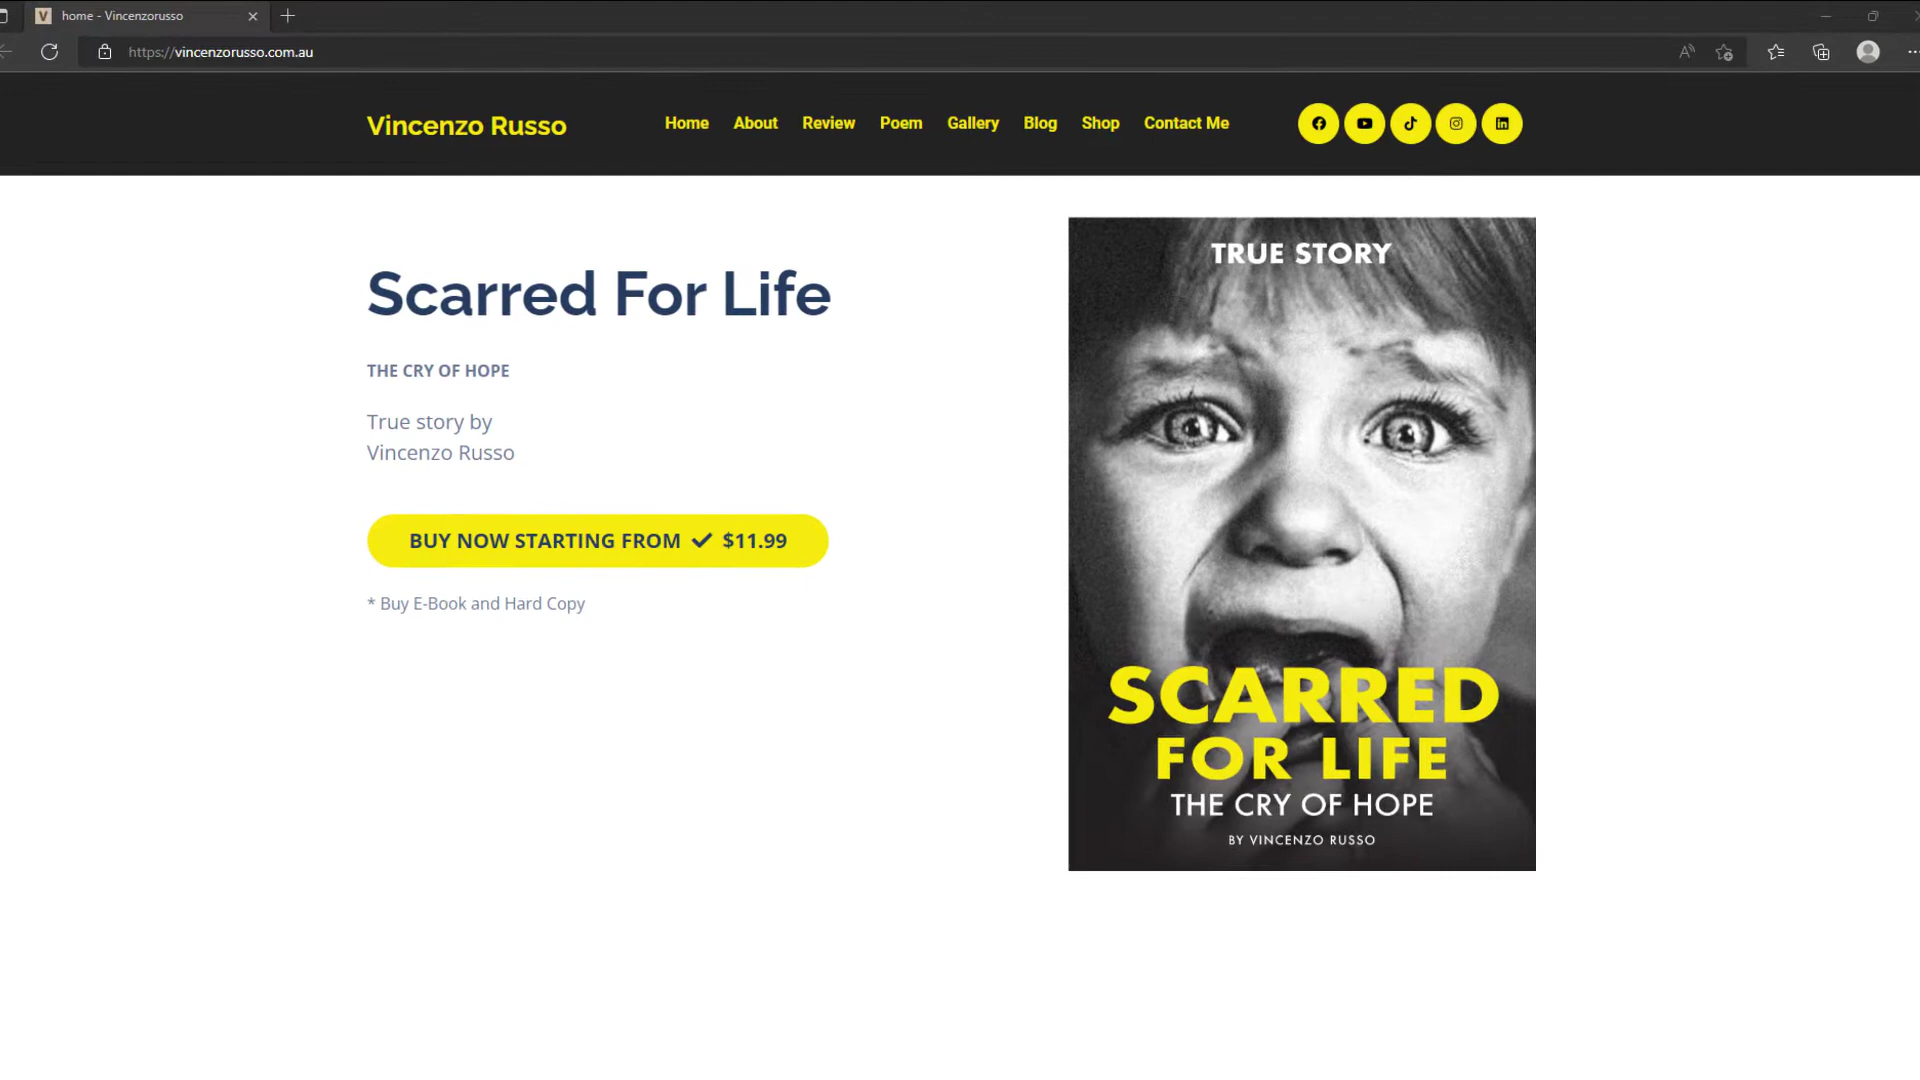 V home - Vincenzorusso
https://vincenzorusso.com.au
Vincenzo Russo
Home About Review Poem Gallery Blog Shop Contact Me
Scarred For Life
THE CRY OF HOPE
True story by
Vincenzo Russo
BUY NOW STARTING FROM $11.99
* Buy E-Book and Hard Copy
TRUE STORY
SCARRED
FOR LIFE
THE CRY OF HOPE
BY VINCENZO RUSSO